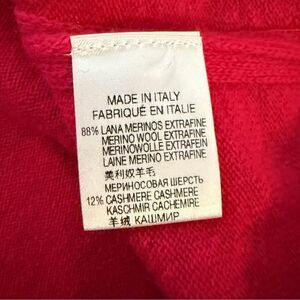 MADE IN ITALY
FABRIQUÉ EN ITALIE
88% LANA MERINOS EXTRAFINE
MERINO WOOL EXTRAFINE
MERINOWOLLE EXTRAFEIN
LAINE MERINO EXTRAFINE
美利奴羊毛
МЕРИНОСОВАЯ ШЕРСТЬ
12% CASHMERE CASHMERE
KASCHMIR CACHEMIRE
羊绒 КАШМИР